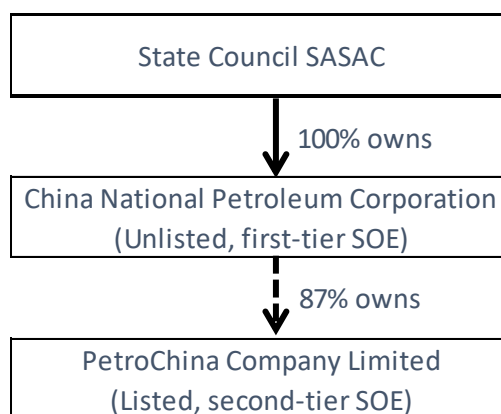 State Council SASAC
100% owns
China National Petroleum Corporation
(Unlisted, first-tier SOE)
87% owns
PetroChina Company Limited
(Listed, second-tier SOE)